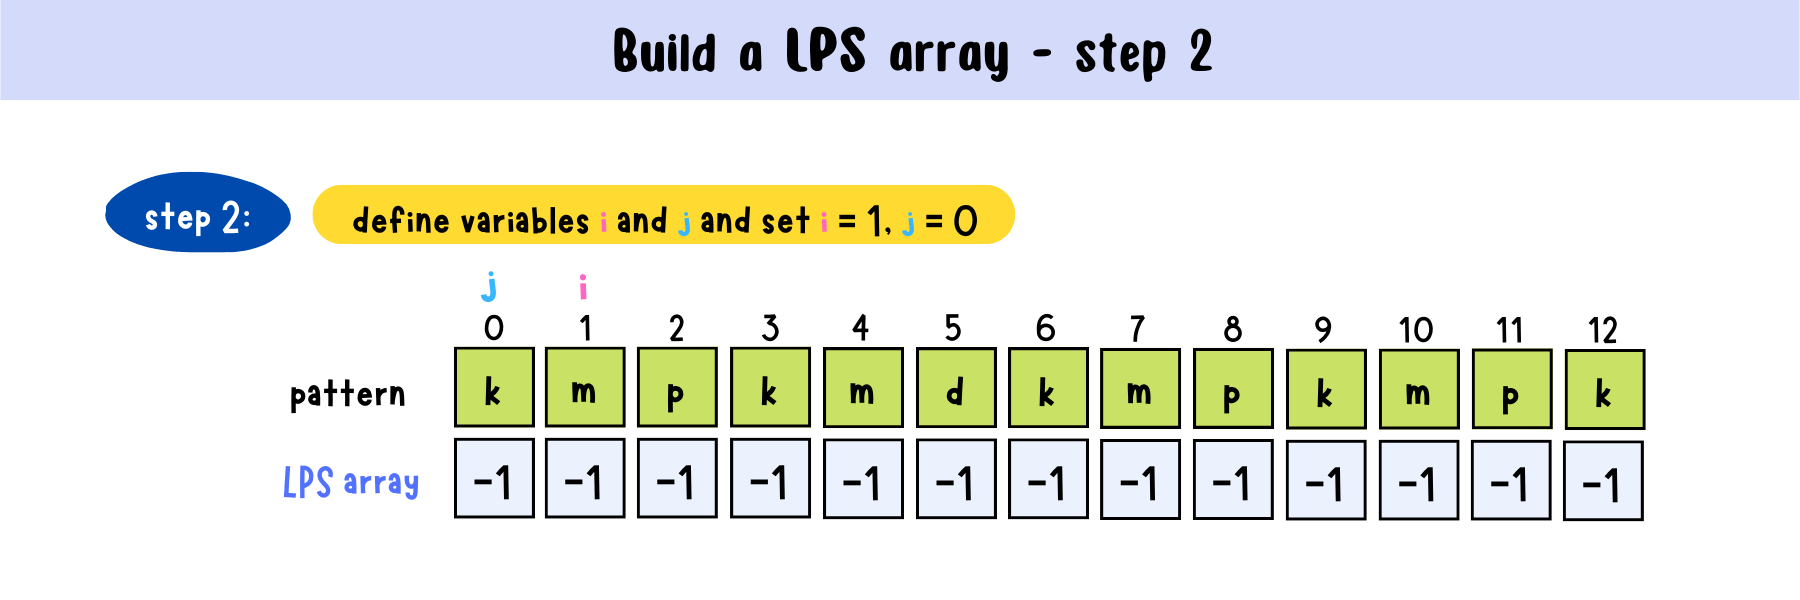 Build a LPS array - step 2
step 2:
define variables i and j and set i = 1, j = 0
j i
0 1 2 3 4 5 6 7 8 9 10 11 12
pattern k m p k m d k m p k m p k
LPS array -1 -1 -1 -1 -1 -1 -1 -1 -1 -1 -1 -1 -1